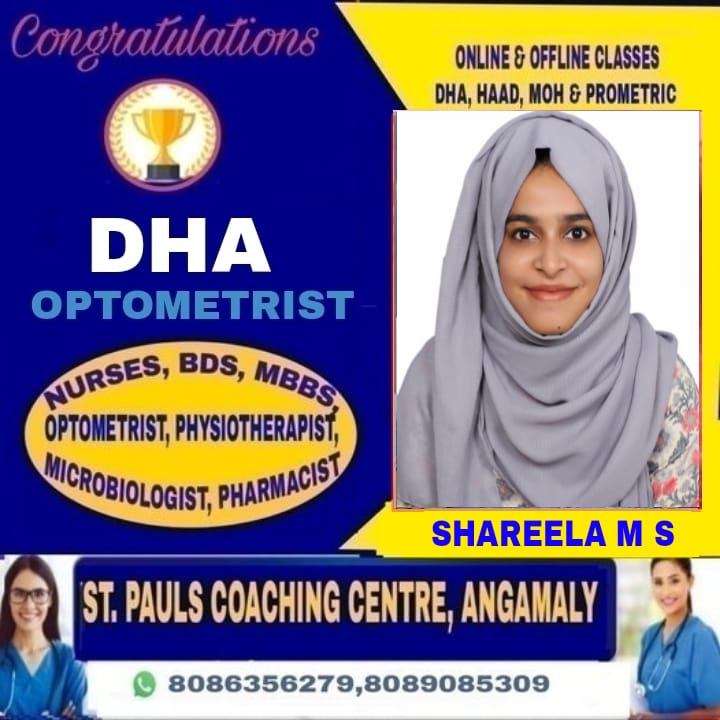 Congratulations
ONLINE & OFFLINE CLASSES
DHA, HAAD, MOH & PROMETRIC
DHA
OPTOMETRIST
NURSES, BDS, MBBS,
OPTOMETRIST, PHYSIOTHERAPIST,
MICROBIOLOGIST, PHARMACIST
SHAREELA M S
ST. PAULS COACHING CENTRE, ANGAMALY
8086356279,8089085309